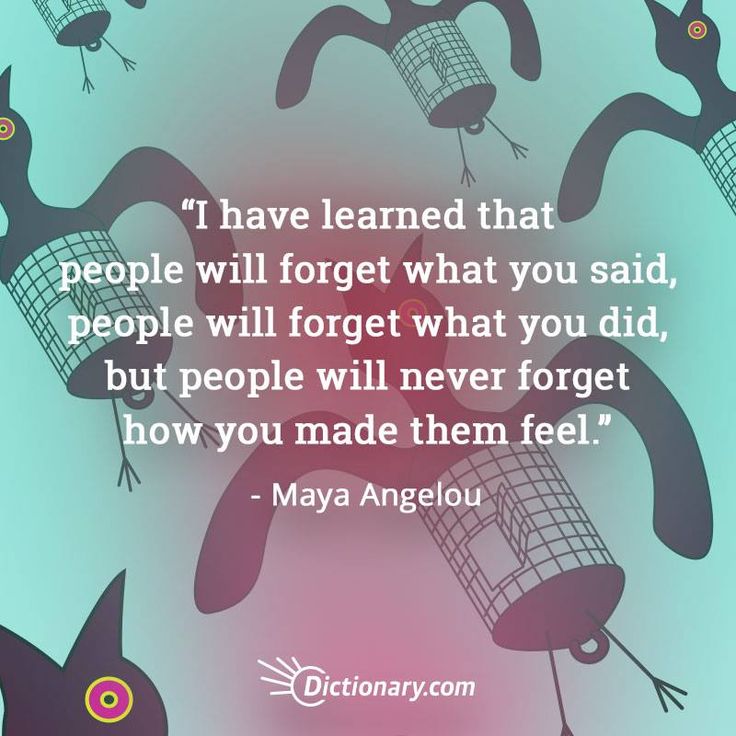 “I have learned that
people will forget what you said,
people will forget what you did,
but people will never forget
how you made them feel.”
- Maya Angelou
Dictionary.com